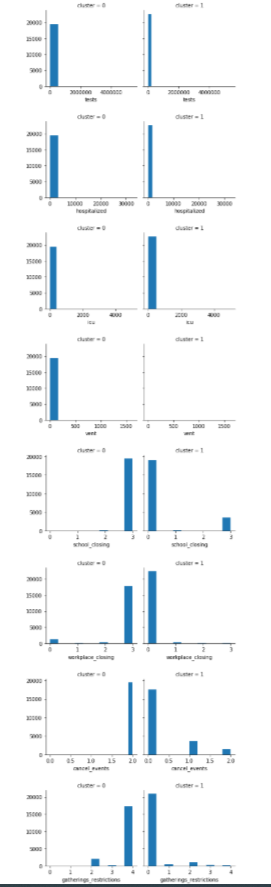 cluster = 0 cluster = 1
20000
15000
10000
5000
0
0 2000000 4000000 0 2000000 4000000
tests tests
cluster = 0 cluster = 1
20000
15000
10000
5000
0
0 10000 20000 30000 0 10000 20000 30000
hospitalized hospitalized
cluster = 0 cluster = 1
20000
15000
10000
5000
0
0 2000 4000 0 2000 4000
icu icu
cluster = 0 cluster = 1
20000
15000
10000
5000
0
0 500 1000 1500 0 500 1000 1500
vent vent
cluster = 0 cluster = 1
20000
15000
10000
5000
0
0 1 2 3 0 1 2 3
school_closing school_closing
cluster = 0 cluster = 1
20000
15000
10000
5000
0
0 1 2 3 0 1 2 3
workplace_closing workplace_closing
cluster = 0 cluster = 1
20000
15000
10000
5000
0
0.0 0.5 1.0 1.5 2.0 0.0 0.5 1.0 1.5 2.0
cancel_events cancel_events
cluster = 0 cluster = 1
20000
15000
10000
5000
0
0 1 2 3 4 0 1 2 3 4
gatherings_restrictions gatherings_restrictions